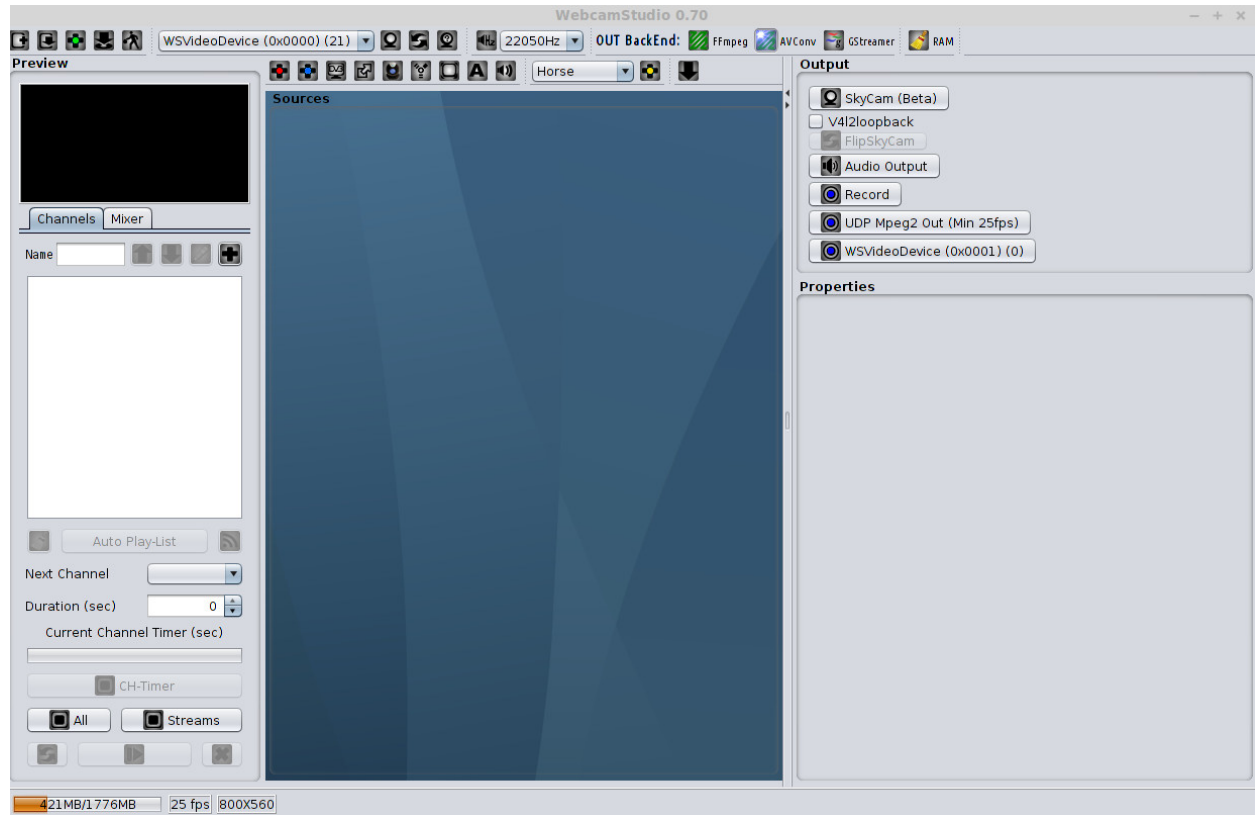 WebcamStudio 0.70
WSVideoDevice (0x0000) (21)
22050Hz
OUT BackEnd:
FFmpeg
AVConv
GStreamer
RAM
Preview
Horse
Sources
Output
SkyCam (Beta)
V4l2loopback
FlipSkyCam
Audio Output
Record
UDP Mpeg2 Out (Min 25fps)
WSVideoDevice (0x0001) (0)
Properties
Channels
Mixer
Name
Auto Play-List
Next Channel
Duration (sec)
0
Current Channel Timer (sec)
CH-Timer
All
Streams
421MB/1776MB
25 fps
800X560